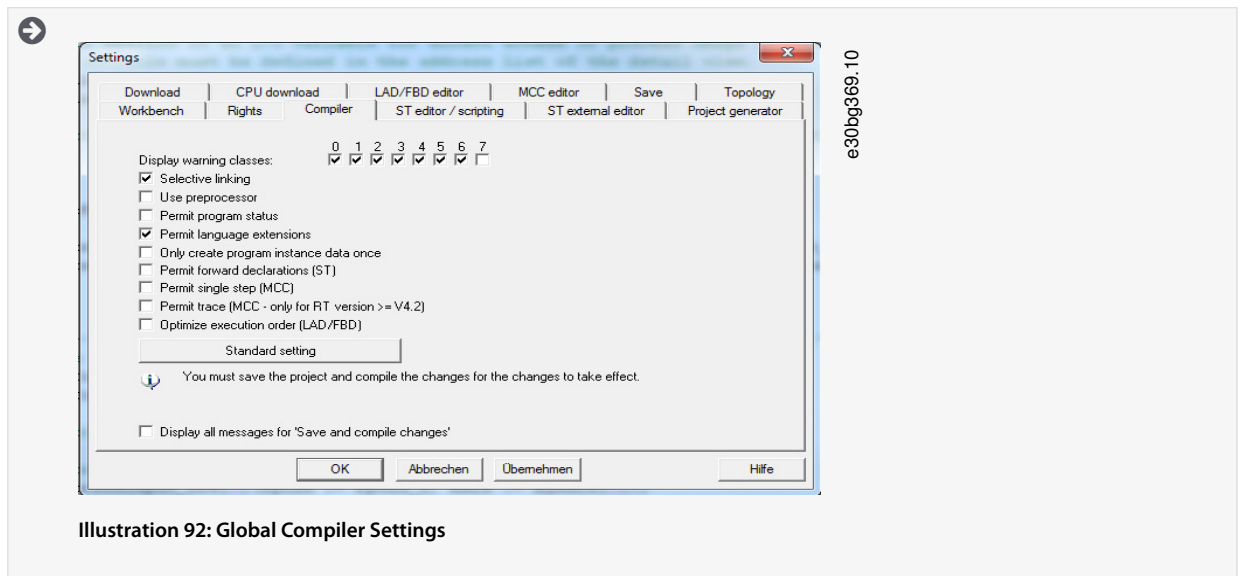 Settings
Download CPU download LAD/FBD editor MCC editor Save Topology
Workbench Rights Compiler ST editor / scripting ST external editor Project generator
0 1 2 3 4 5 6 7
Display warning classes:
Selective linking
Use preprocessor
Permit program status
Permit language extensions
Only create program instance data once
Permit forward declarations (ST)
Permit single step (MCC)
Permit trace (MCC - only for RT version >= V4.2)
Optimize execution order (LAD/FBD)
Standard setting
You must save the project and compile the changes for the changes to take effect.
Display all messages for 'Save and compile changes'
OK Abbrechen Übernehmen Hilfe
e30bg369.10
Illustration 92: Global Compiler Settings